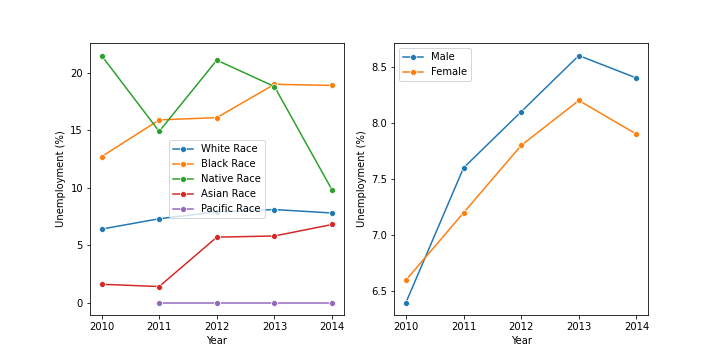 20
15
10
5
0
Unemployment (%)
White Race
Black Race
Native Race
Asian Race
Pacific Race
2010 2011 2012 2013 2014
Year
8.5
8.0
7.5
7.0
6.5
Unemployment (%)
Male
Female
2010 2011 2012 2013 2014
Year